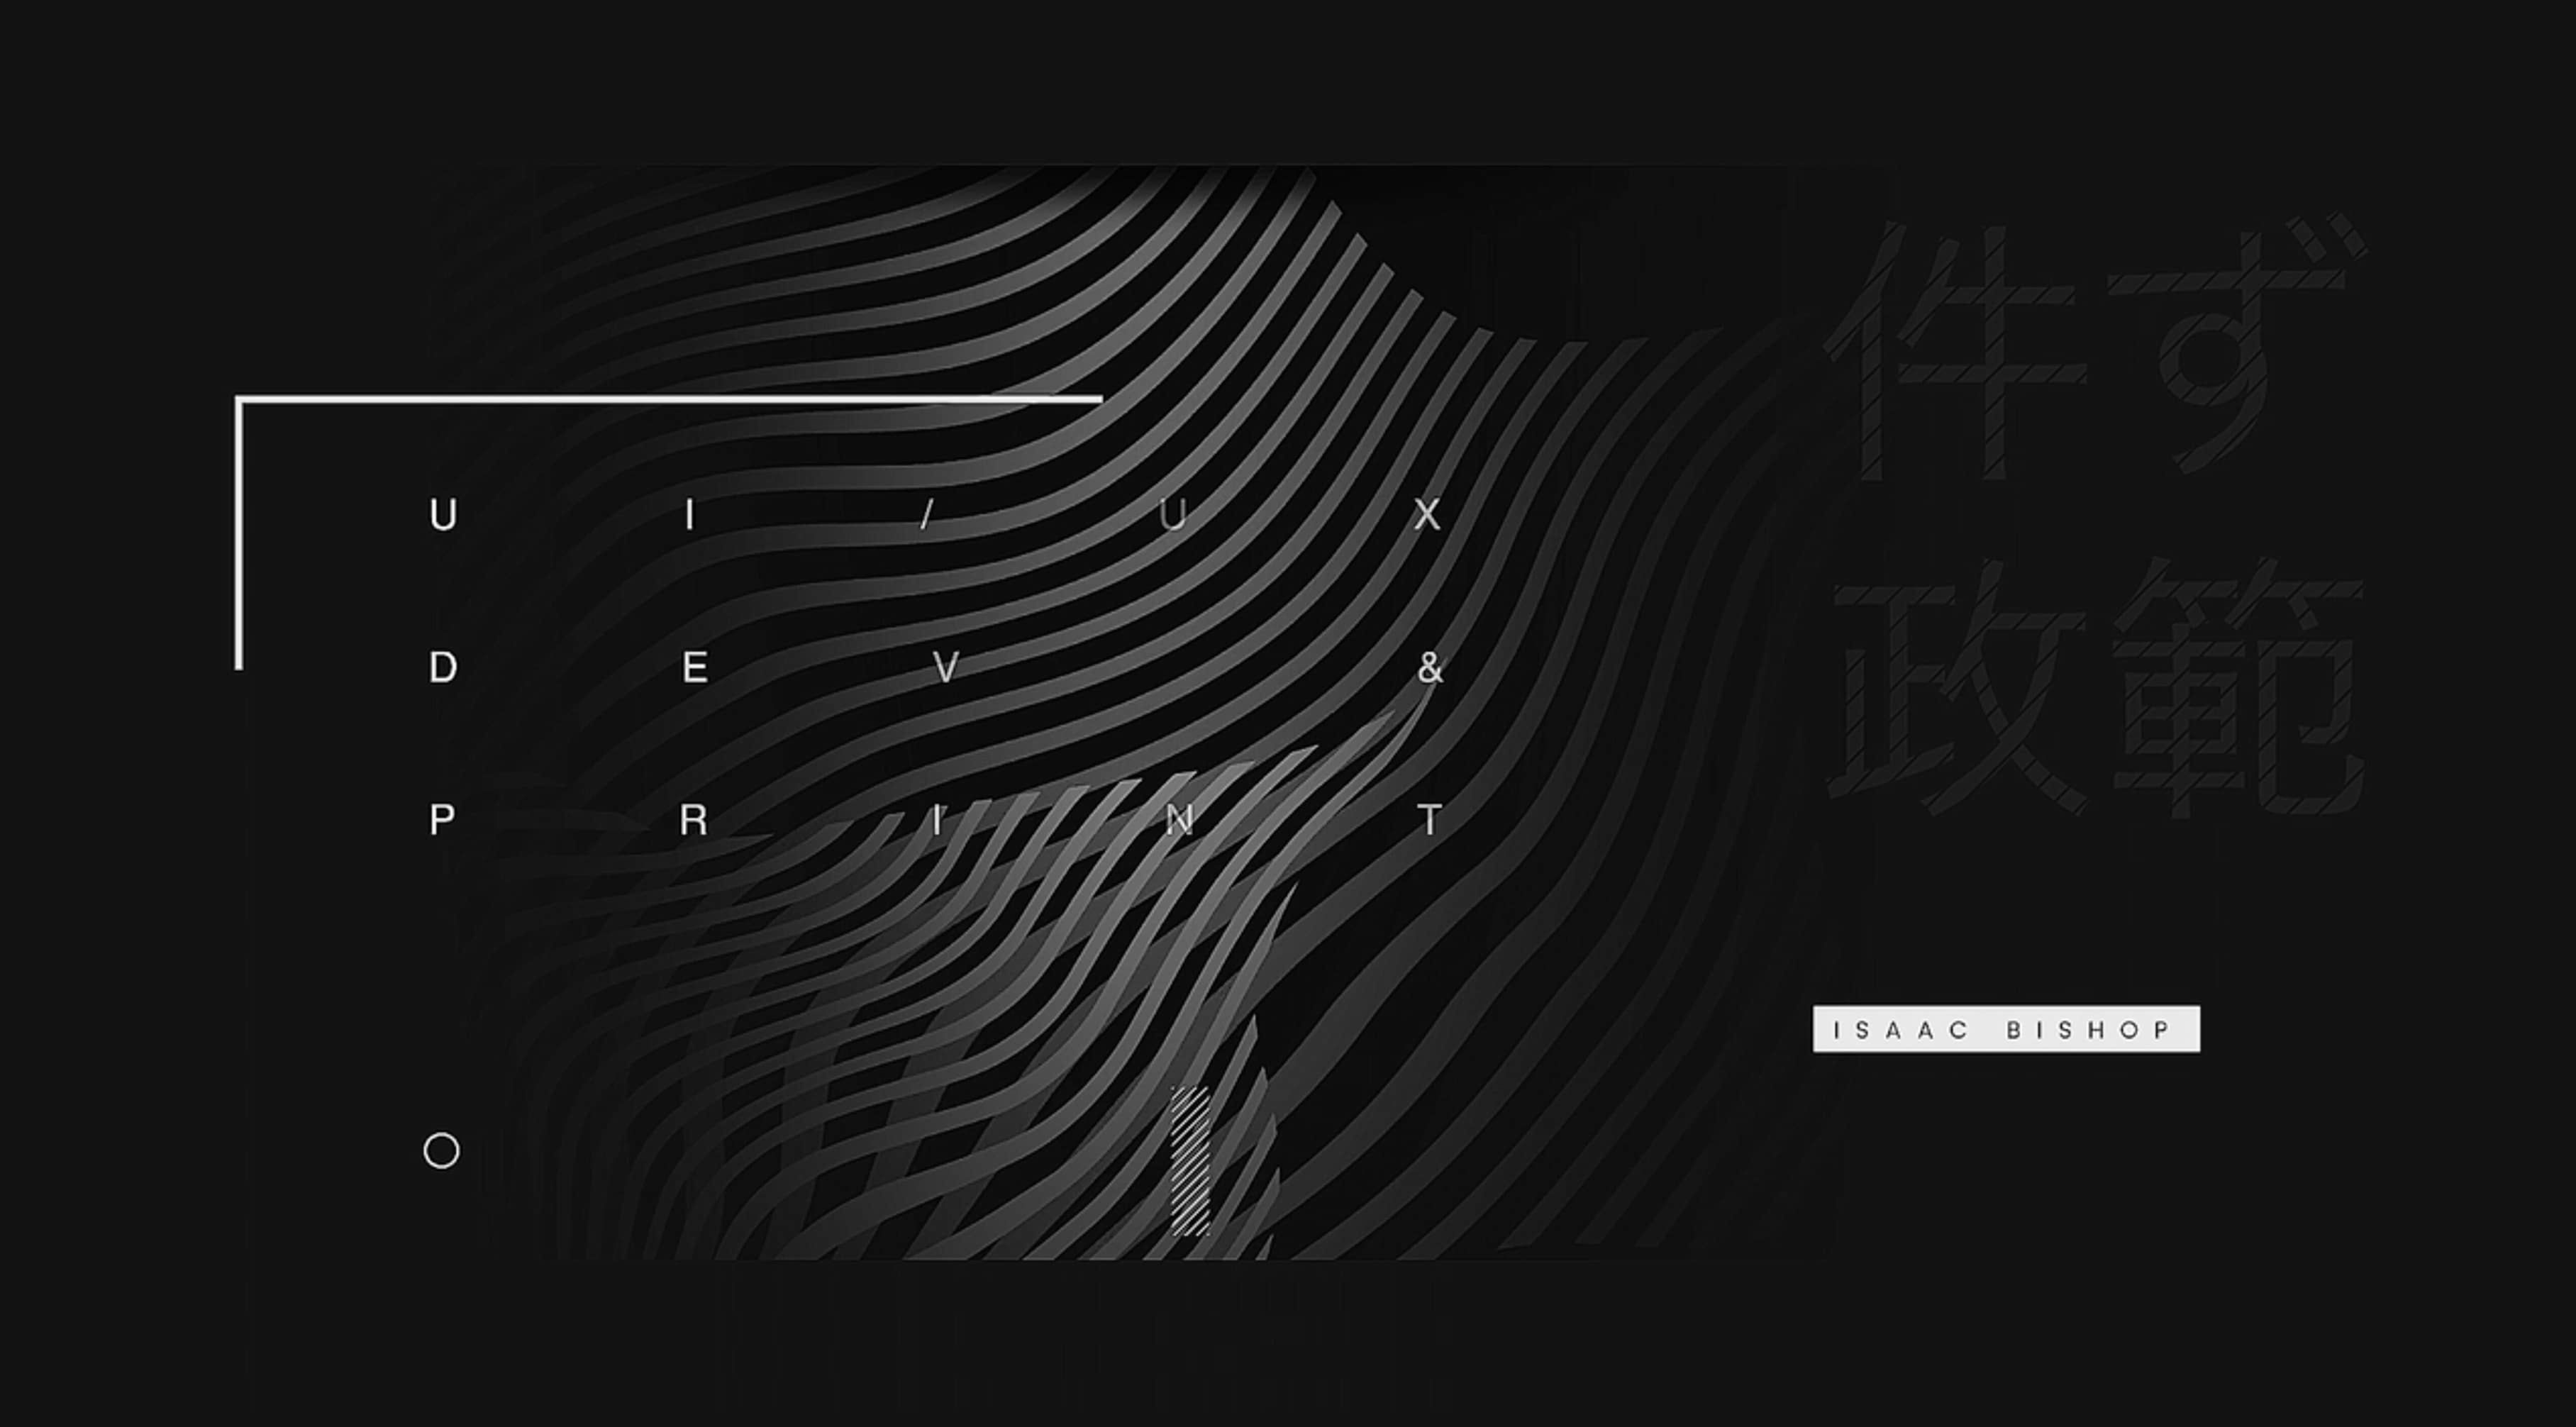 件ず
政範
U I / U X
D E V &
P R I N T
ISAAC BISHOP